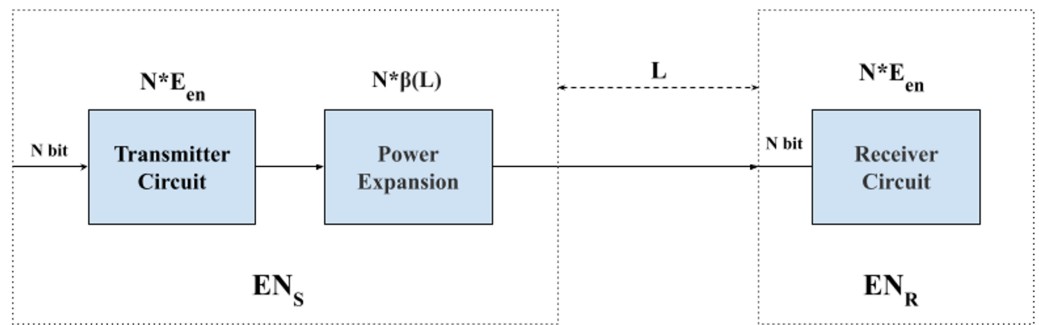 N*E_en
N*β(L)
L
N*E_en
N bit
Transmitter
Circuit
Power
Expansion
N bit
Receiver
Circuit
EN_S
EN_R